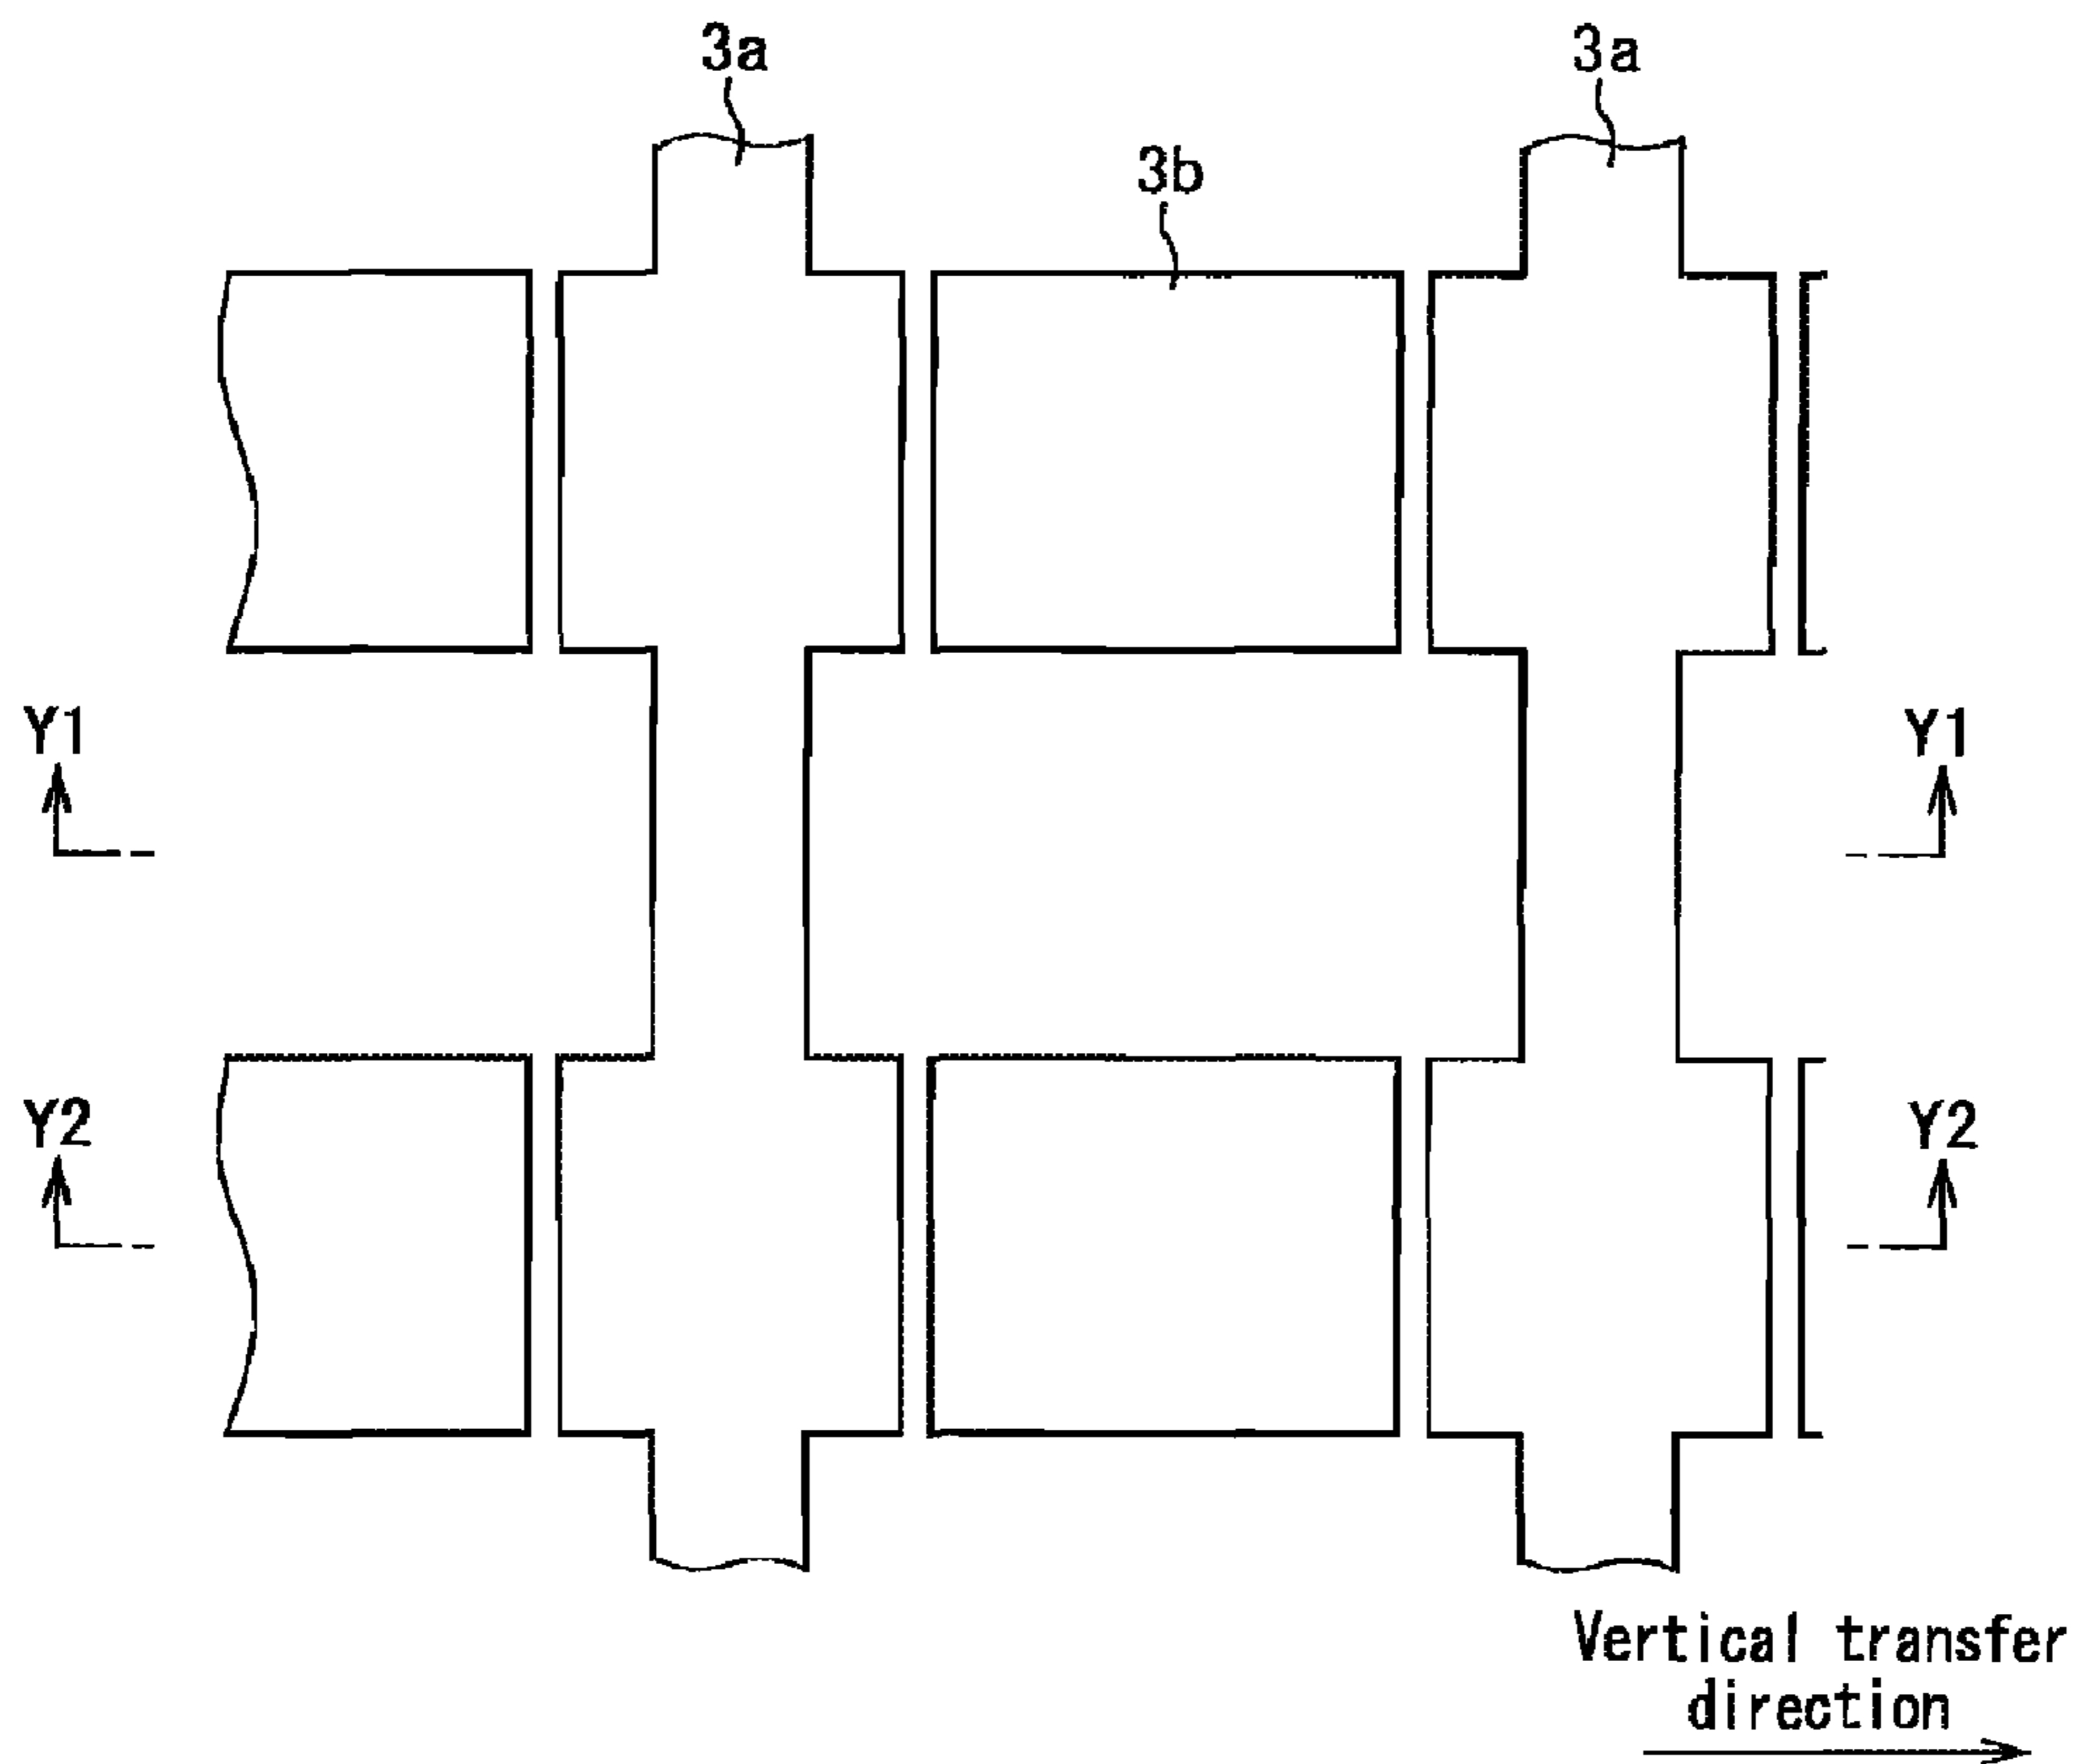 3a
3a
3b
Y1
Y1
Y2
Y2
Vertical transfer
direction